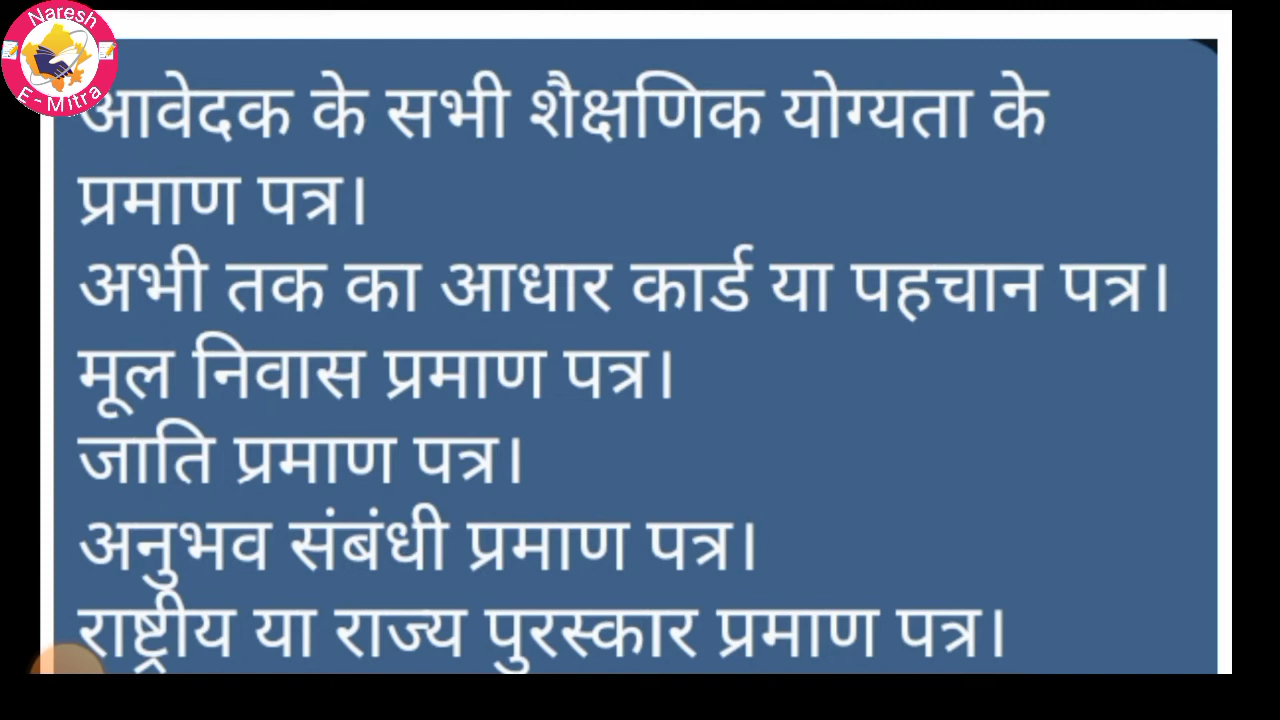 Naresh
E-Mitra
आवेदक के सभी शैक्षणिक योग्यता के
प्रमाण पत्र।
अभी तक का आधार कार्ड या पहचान पत्र।
मूल निवास प्रमाण पत्र।
जाति प्रमाण पत्र।
अनुभव संबंधी प्रमाण पत्र।
राष्ट्रीय या राज्य पुरस्कार प्रमाण पत्र।